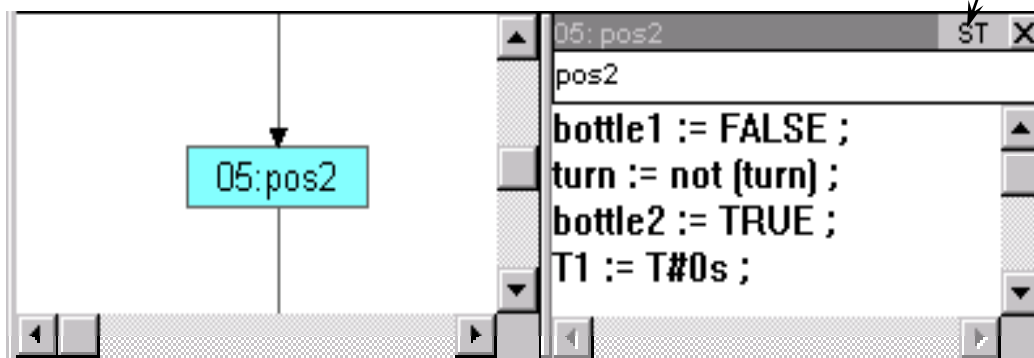 05:pos2
05: pos2 ST X
pos2
bottle1 := FALSE ;
turn := not (turn) ;
bottle2 := TRUE ;
T1 := T#0s ;